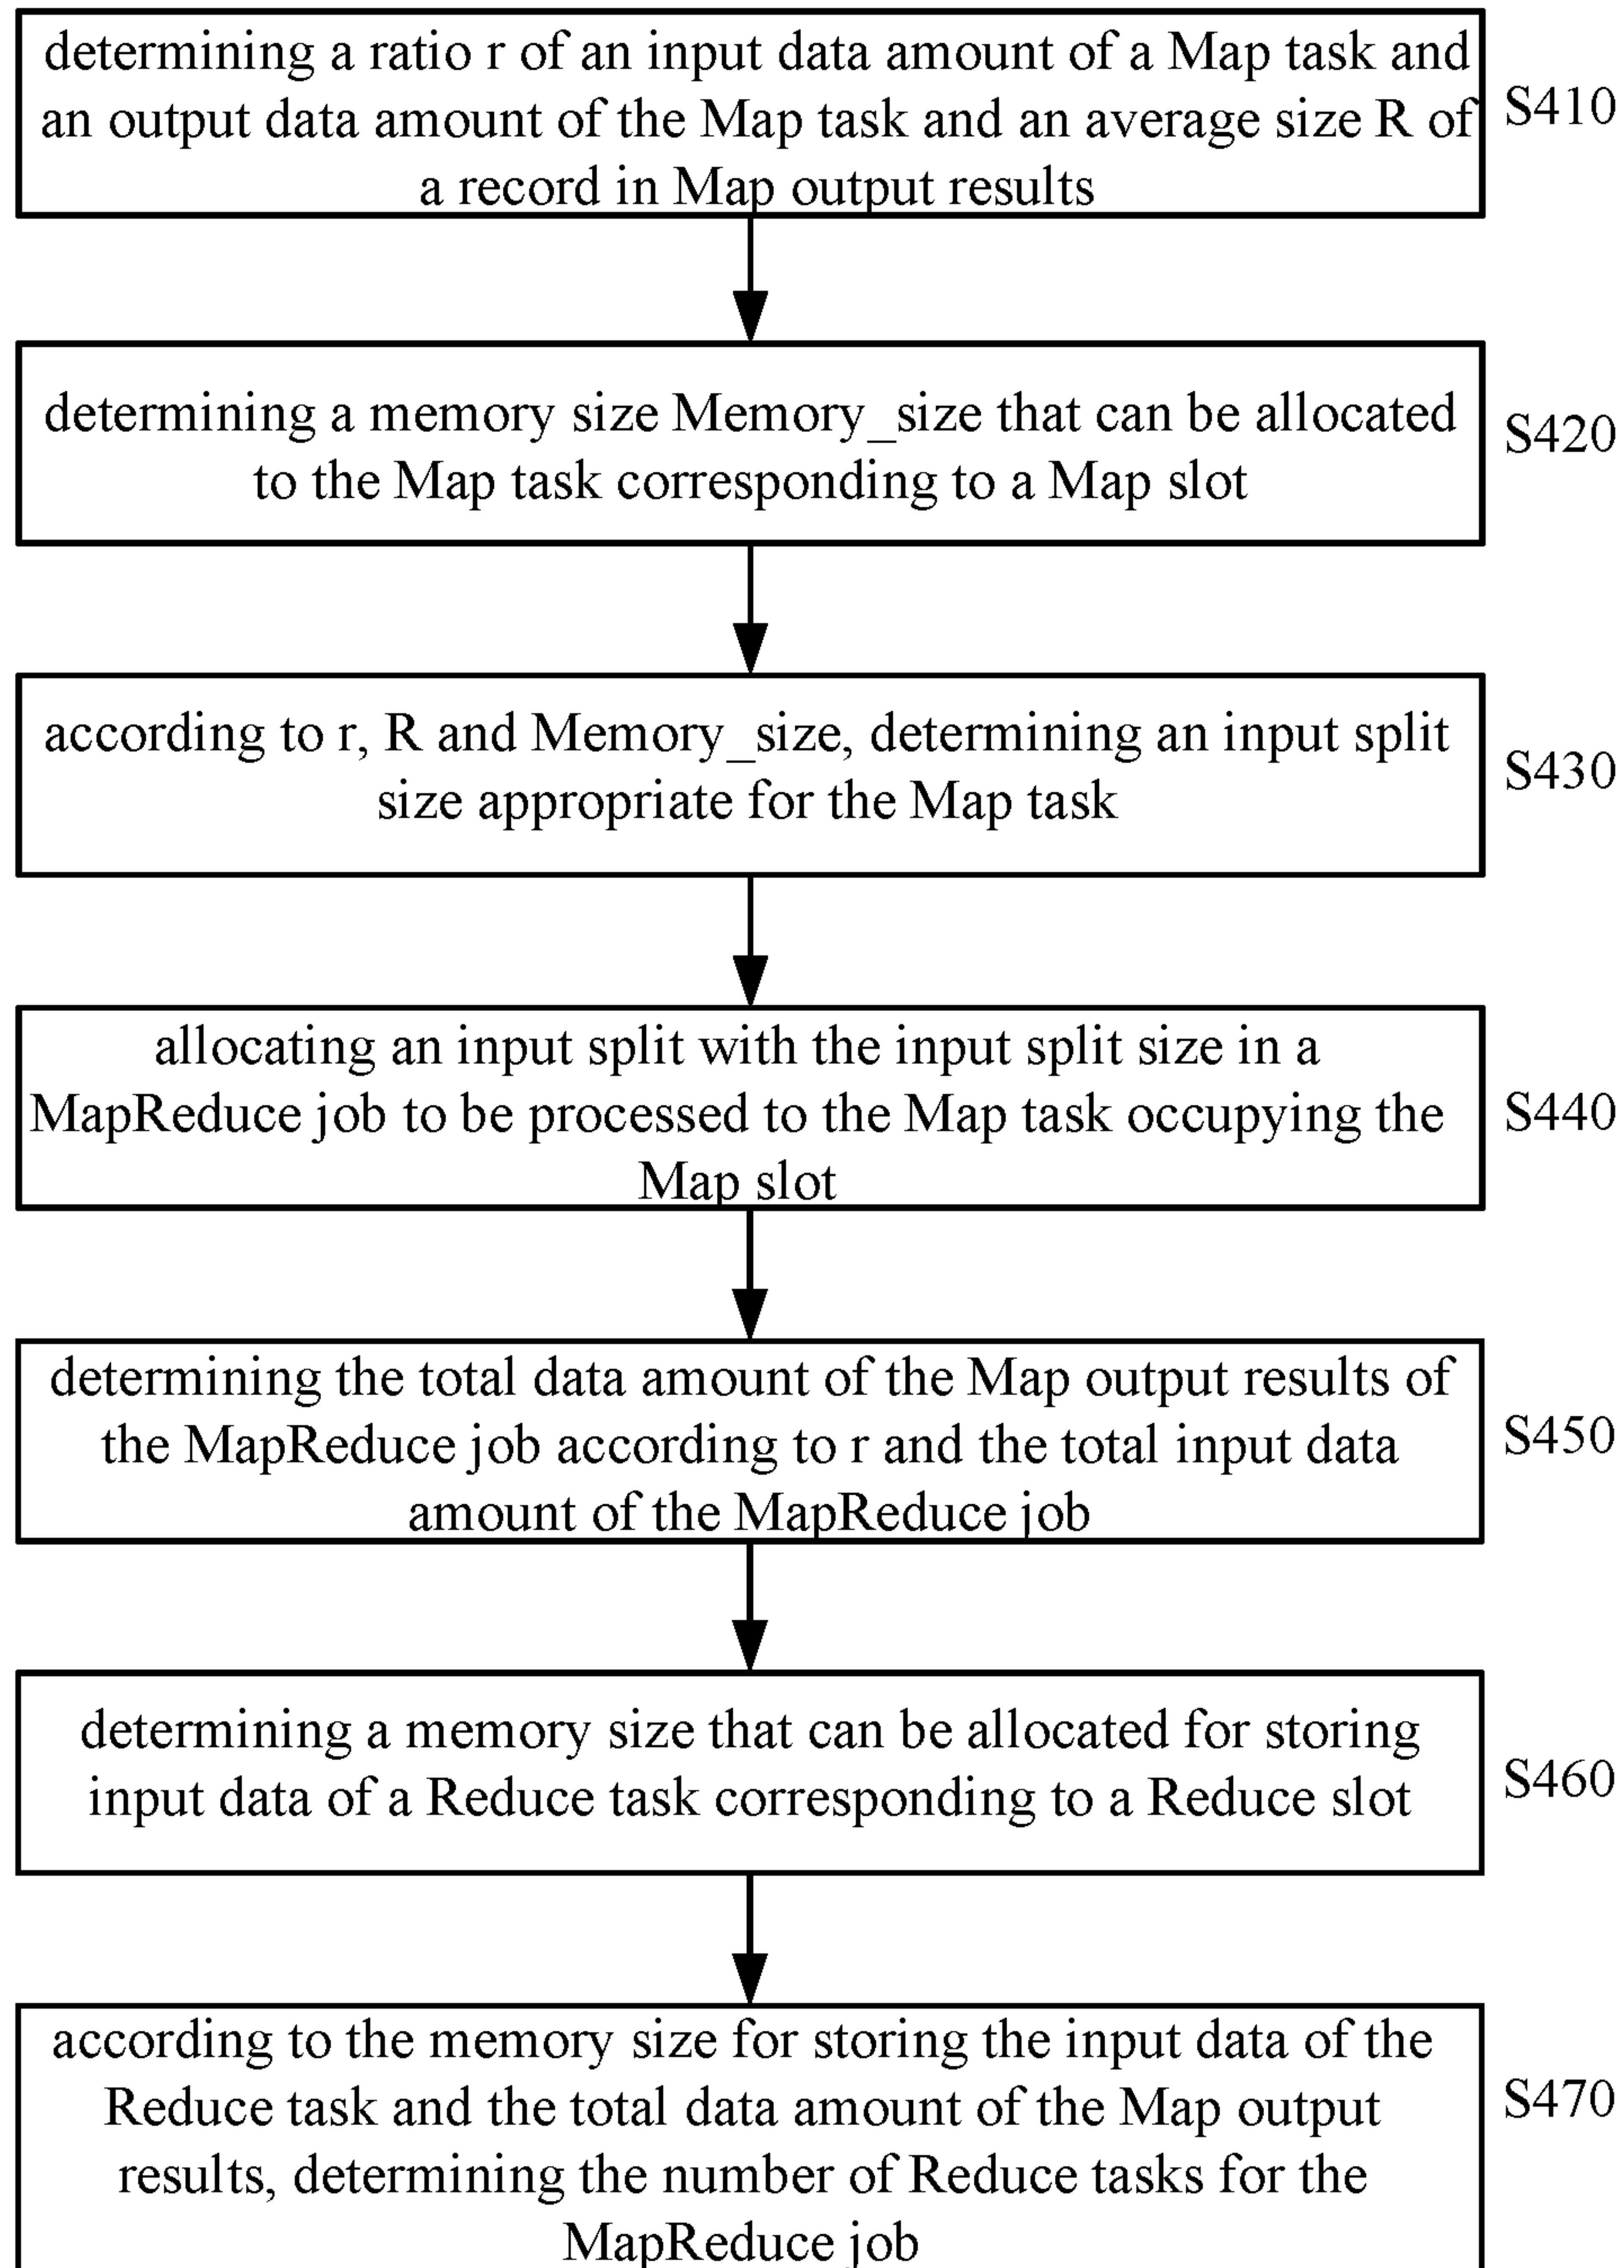 determining a ratio r of an input data amount of a Map task and
an output data amount of the Map task and an average size R of
a record in Map output results
S410
determining a memory size Memory_size that can be allocated
to the Map task corresponding to a Map slot
S420
according to r, R and Memory_size, determining an input split
size appropriate for the Map task
S430
allocating an input split with the input split size in a
MapReduce job to be processed to the Map task occupying the
Map slot
S440
determining the total data amount of the Map output results of
the MapReduce job according to r and the total input data
amount of the MapReduce job
S450
determining a memory size that can be allocated for storing
input data of a Reduce task corresponding to a Reduce slot
S460
according to the memory size for storing the input data of the
Reduce task and the total data amount of the Map output
results, determining the number of Reduce tasks for the
MapReduce job
S470